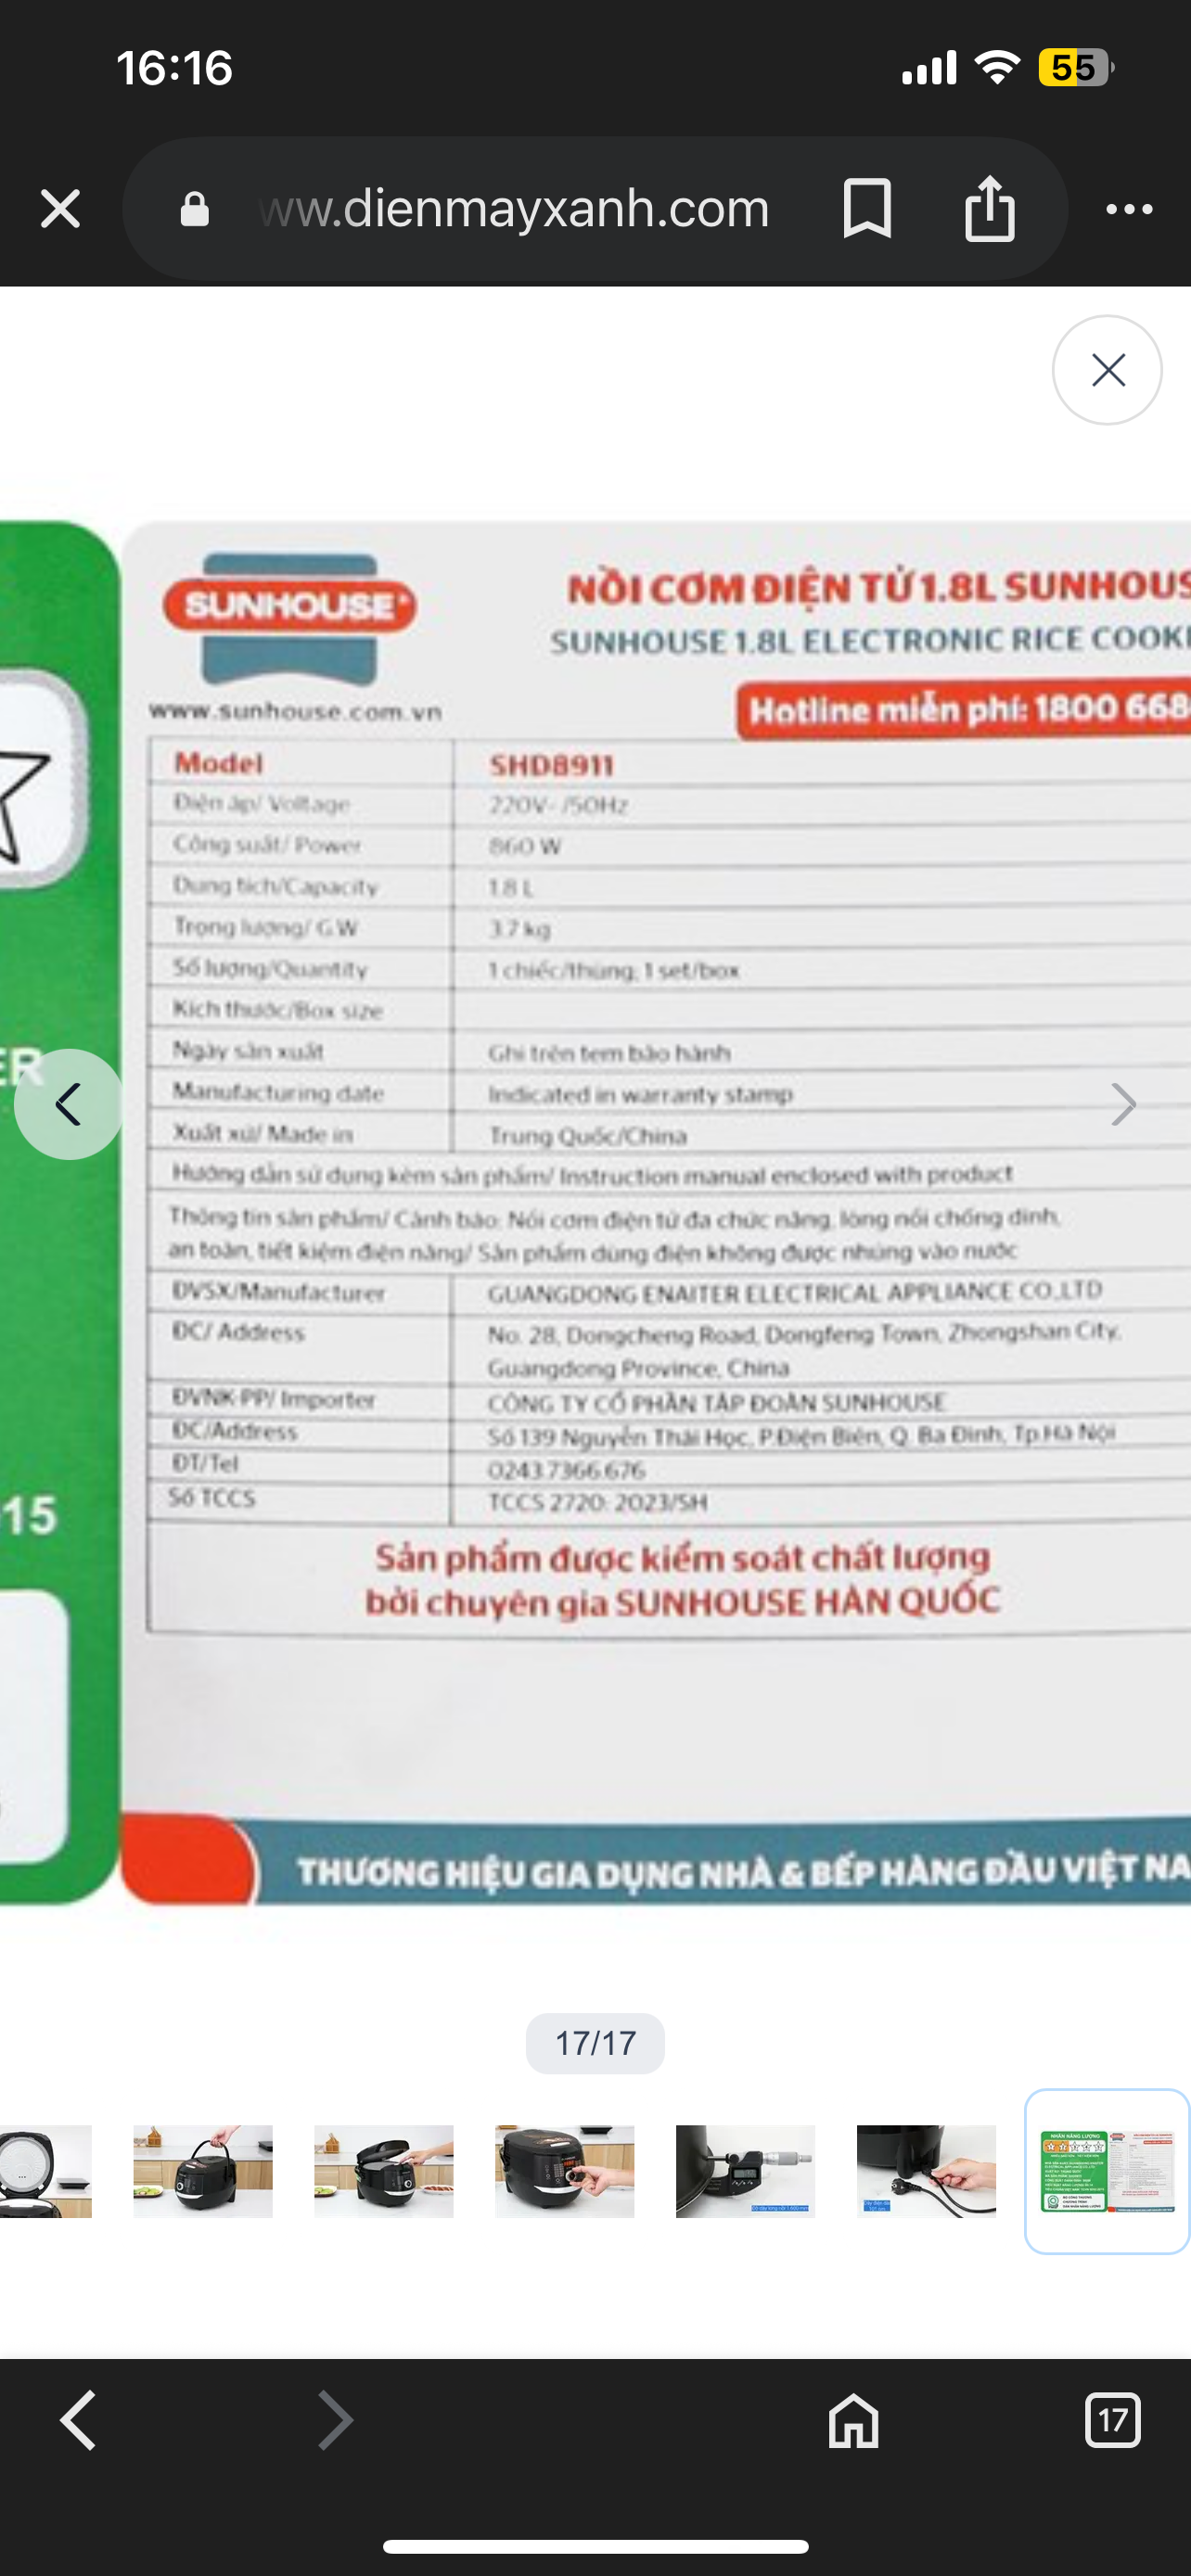 16:16
55
ww.dienmayxanh.com
SUNHOUSE®
NỒI CƠM ĐIỆN TỬ 1.8L SUNHOUS
SUNHOUSE 1.8L ELECTRONIC RICE COOK
www.sunhouse.com.vn
Hotline miễn phí: 1800 668
Model SHD8911
Điện áp/ Voltage 220V~ /50Hz
Công suất/ Power 860 W
Dung tích/Capacity 1.8 L
Trọng lượng/ G.W 3.7 kg
Số lượng/Quantity 1 chiếc/thùng; 1 set/box
Kích thước/Box size
Ngày sản xuất Ghi trên tem bảo hành
Manufacturing date Indicated in warranty stamp
Xuất xứ/ Made in Trung Quốc/China
Hướng dẫn sử dụng kèm sản phẩm/ Instruction manual enclosed with product
Thông tin sản phẩm/ Cảnh báo: Nồi cơm điện tử đa chức năng, lòng nồi chống dính,
an toàn, tiết kiệm điện năng/ Sản phẩm dùng điện không được nhúng vào nước
ĐVSX/Manufacturer GUANGDONG ENAITER ELECTRICAL APPLIANCE CO.,LTD
ĐC/ Address No. 28, Dongcheng Road, Dongfeng Town, Zhongshan City,
Guangdong Province, China
ĐVNK-PP/ Importer CÔNG TY CỔ PHẦN TẬP ĐOÀN SUNHOUSE
ĐC/Address Số 139 Nguyễn Thái Học, P.Điện Biên, Q. Ba Đình, Tp.Hà Nội
ĐT/Tel 0243.7366.676
Số TCCS TCCS 2720: 2023/SH
Sản phẩm được kiểm soát chất lượng
bởi chuyên gia SUNHOUSE HÀN QUỐC
ER
15
THƯƠNG HIỆU GIA DỤNG NHÀ & BẾP HÀNG ĐẦU VIỆT NA
17/17
NHÃN NĂNG LƯỢNG
17